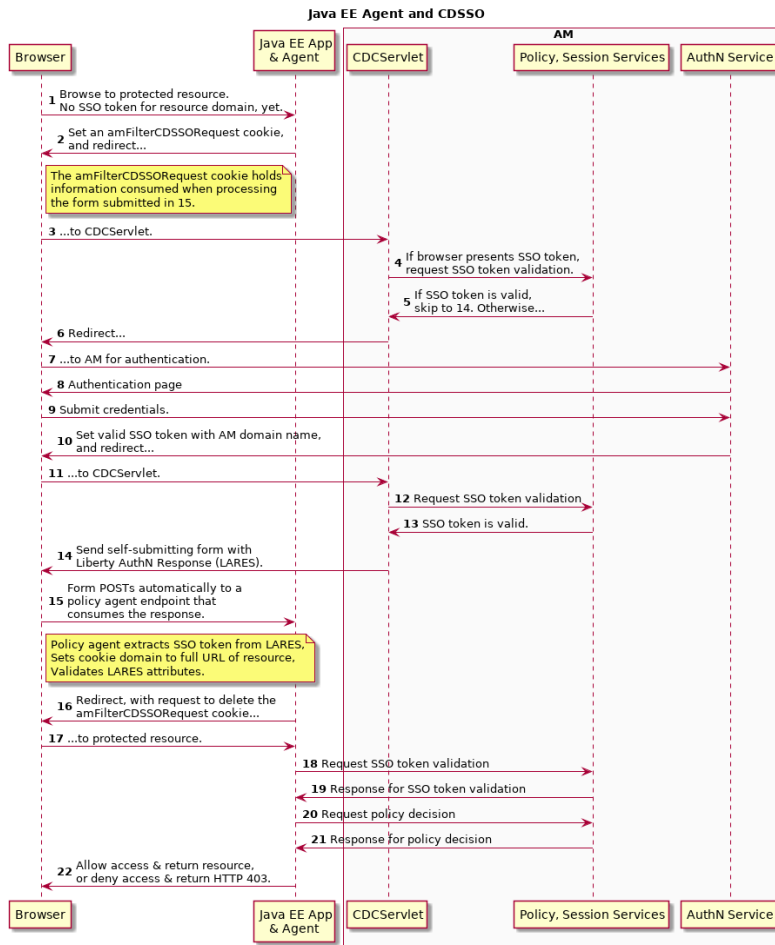 Java EE Agent and CDSSO
AM
Browser
Java EE App
& Agent
CDCServlet
Policy, Session Services
AuthN Service
1 Browse to protected resource.
No SSO token for resource domain, yet.
2 Set an amFilterCDSSORequest cookie,
and redirect...
The amFilterCDSSORequest cookie holds
information consumed when processing
the form submitted in 15.
3 ...to CDCServlet.
4 If browser presents SSO token,
request SSO token validation.
5 If SSO token is valid,
skip to 14. Otherwise...
6 Redirect...
7 ...to AM for authentication.
8 Authentication page
9 Submit credentials.
10 Set valid SSO token with AM domain name,
and redirect...
11 ...to CDCServlet.
12 Request SSO token validation
13 SSO token is valid.
14 Send self-submitting form with
Liberty AuthN Response (LARES).
15 Form POSTs automatically to a
policy agent endpoint that
consumes the response.
Policy agent extracts SSO token from LARES,
Sets cookie domain to full URL of resource,
Validates LARES attributes.
16 Redirect, with request to delete the
amFilterCDSSORequest cookie...
17 ...to protected resource.
18 Request SSO token validation
19 Response for SSO token validation
20 Request policy decision
21 Response for policy decision
22 Allow access & return resource,
or deny access & return HTTP 403.
Browser
Java EE App
& Agent
CDCServlet
Policy, Session Services
AuthN Service